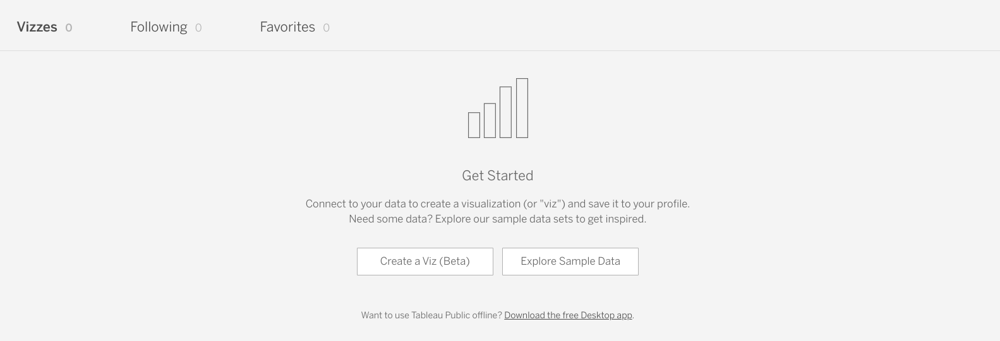 Vizzes 0 Following 0 Favorites 0
Get Started
Connect to your data to create a visualization (or "viz") and save it to your profile.
Need some data? Explore our sample data sets to get inspired.
Create a Viz (Beta) Explore Sample Data
Want to use Tableau Public offline? Download the free Desktop app.